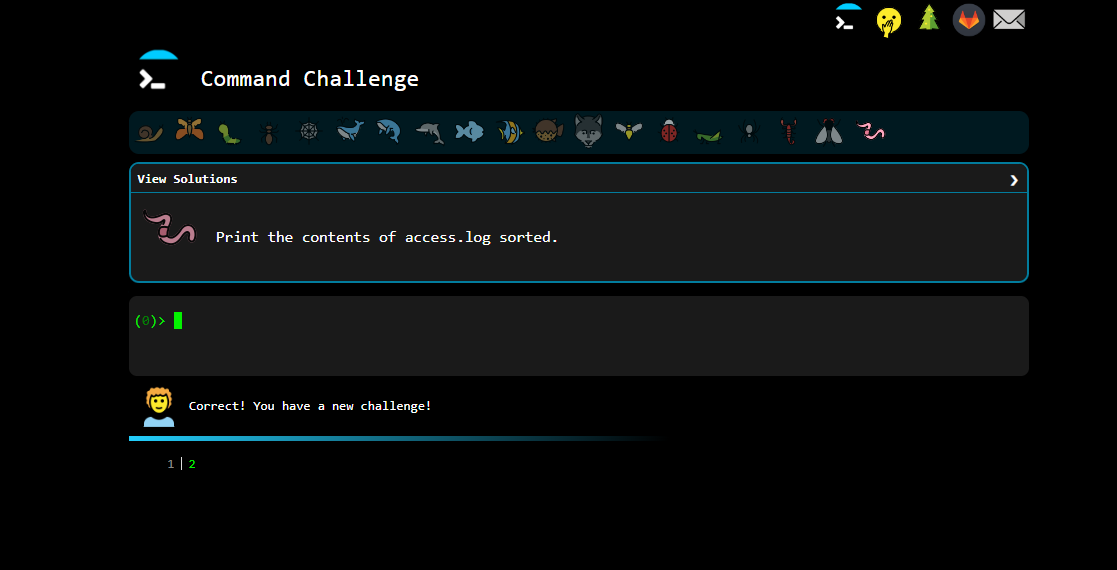 Command Challenge
View Solutions
Print the contents of access.log sorted.
(0)>
Correct! You have a new challenge!
1 2